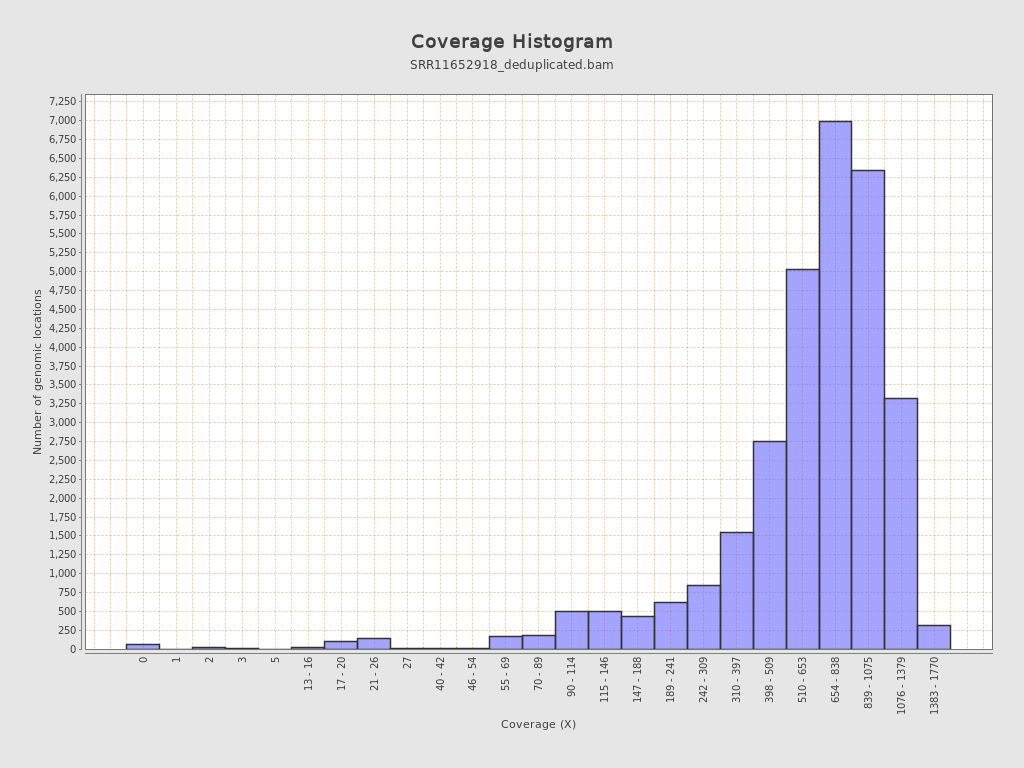 Coverage Histogram
SRR11652918_deduplicated.bam
Number of genomic locations
7,250
7,000
6,750
6,500
6,250
6,000
5,750
5,500
5,250
5,000
4,750
4,500
4,250
4,000
3,750
3,500
3,250
3,000
2,750
2,500
2,250
2,000
1,750
1,500
1,250
1,000
750
500
250
0
0
1
2
3
5
13 - 16
17 - 20
21 - 26
27
40 - 42
46 - 54
55 - 69
70 - 89
90 - 114
115 - 146
147 - 188
189 - 241
242 - 309
310 - 397
398 - 509
510 - 653
654 - 838
839 - 1075
1076 - 1379
1383 - 1770
Coverage (X)